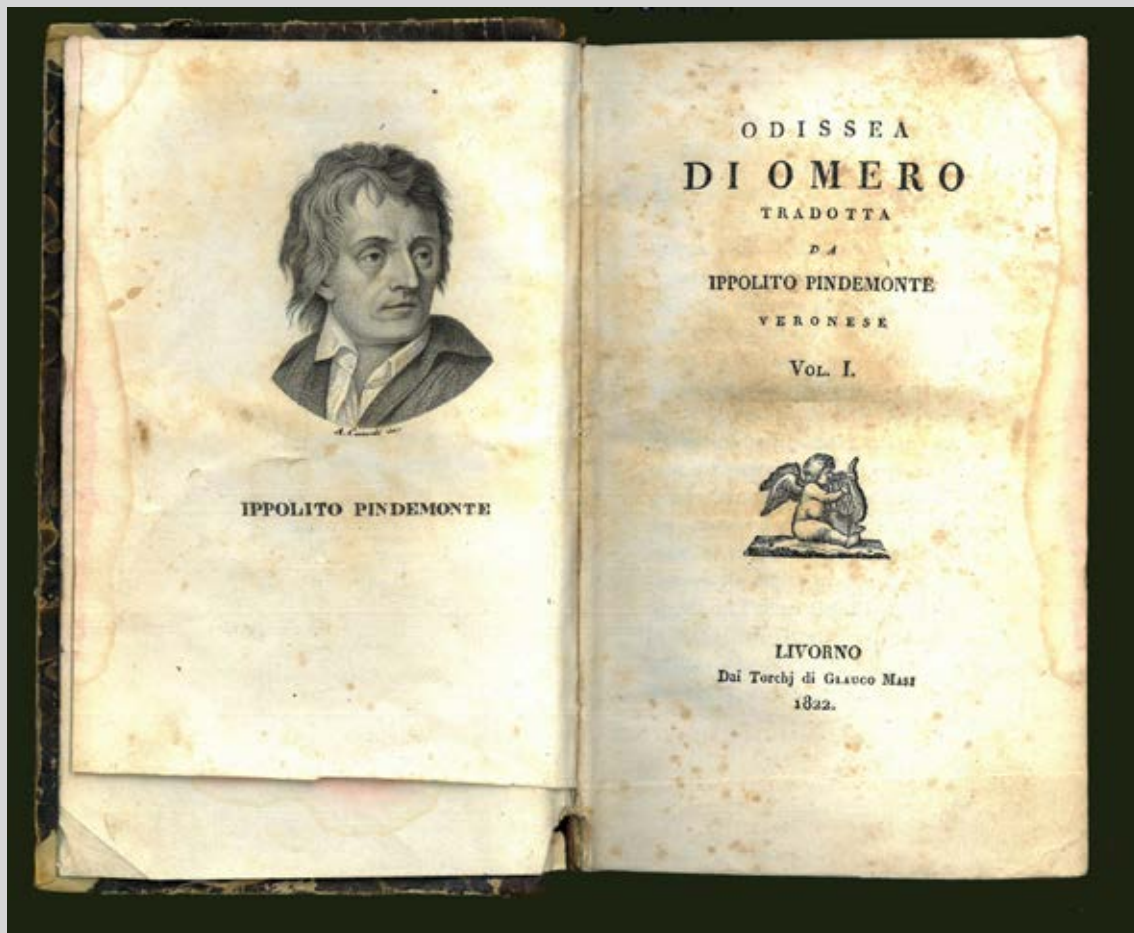 IPPOLITO PINDEMONTE
ODISSEA
DI OMERO
TRADOTTA
DA
IPPOLITO PINDEMONTE
VERONESE
VOL. I.
LIVORNO
Dai Torchj di GLAUCO MASI
1822.